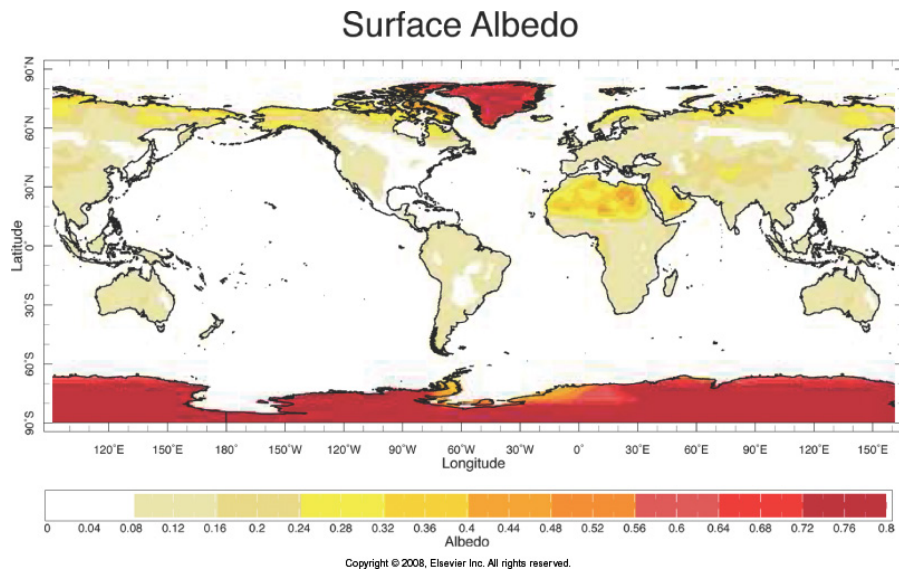 Surface Albedo
90°N
60°N
30°N
0°
30°S
60°S
90°S
Latitude
120°E 150°E 180° 150°W 120°W 90°W 60°W 30°W 0° 30°E 60°E 90°E 120°E 150°E
Longitude
0 0.04 0.08 0.12 0.16 0.2 0.24 0.28 0.32 0.36 0.4 0.44 0.48 0.52 0.56 0.6 0.64 0.68 0.72 0.76 0.8
Albedo
Copyright © 2008, Elsevier Inc. All rights reserved.